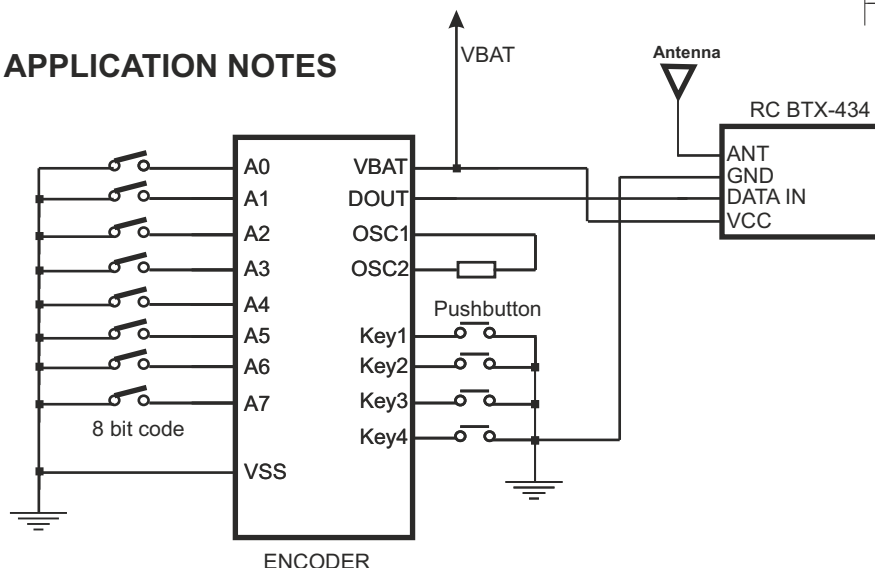 APPLICATION NOTES
VBAT
Antenna
RC BTX-434
A0
A1
A2
A3
A4
A5
A6
A7
VSS
VBAT
DOUT
OSC1
OSC2
Key1
Key2
Key3
Key4
Pushbutton
ANT
GND
DATA IN
VCC
8 bit code
ENCODER